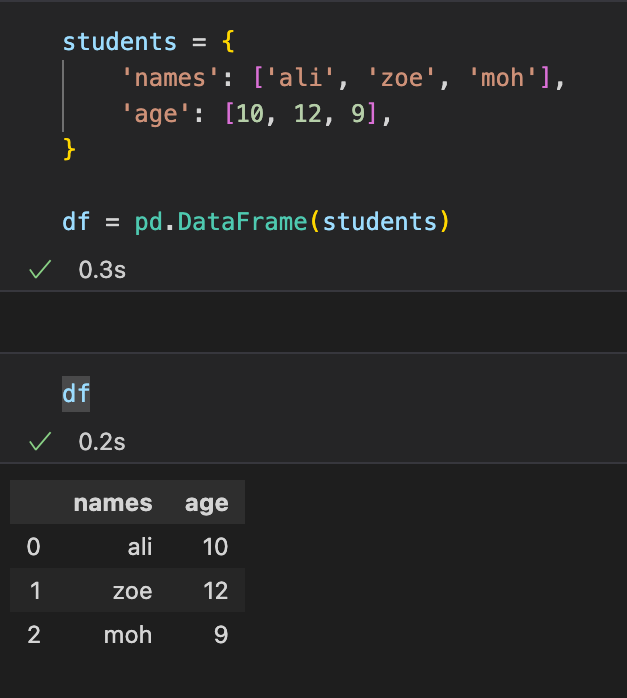 students = {
    'names': ['ali', 'zoe', 'moh'],
    'age': [10, 12, 9],
}
df = pd.DataFrame(students)
0.3s
df
0.2s
names age
0 ali 10
1 zoe 12
2 moh 9